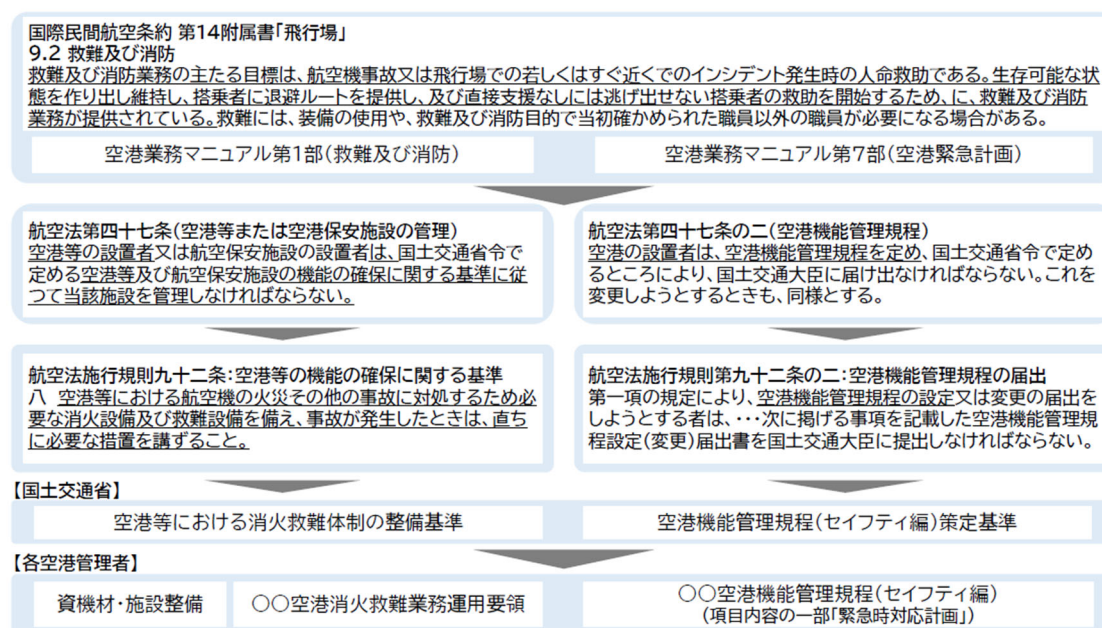 国際民間航空条約 第14附属書「飛行場」
9.2 救難及び消防
救難及び消防業務の主たる目標は、航空機事故又は飛行場での若しくはすぐ近くでのインシデント発生時の人命救助である。生存可能な状
態を作り出し維持し、搭乗者に退避ルートを提供し、及び直接支援なしには逃げ出せない搭乗者の救助を開始するため、に、救難及び消防
業務が提供されている。救難には、装備の使用や、救難及び消防目的で当初確かめられた職員以外の職員が必要になる場合がある。
空港業務マニュアル第1部(救難及び消防)
空港業務マニュアル第7部(空港緊急計画)
航空法第四十七条(空港等または空港保安施設の管理)
空港等の設置者又は航空保安施設の設置者は、国土交通省令で
定める空港等及び航空保安施設の機能の確保に関する基準に従
つて当該施設を管理しなければならない。
航空法第四十七条の二(空港機能管理規程)
空港の設置者は、空港機能管理規程を定め、国土交通省令で定め
るところにより、国土交通大臣に届け出なければならない。これを
変更しようとするときも、同様とする。
航空法施行規則九十二条:空港等の機能の確保に関する基準
八 空港等における航空機の火災その他の事故に対処するため必
要な消火設備及び救難設備を備え、事故が発生したときは、直ち
に必要な措置を講ずること。
航空法施行規則第九十二条の二:空港機能管理規程の届出
第一項の規定により、空港機能管理規程の設定又は変更の届出を
しようとする者は、・・・次に掲げる事項を記載した空港機能管理規
程設定(変更)届出書を国土交通大臣に提出しなければならない。
【国土交通省】
空港等における消火救難体制の整備基準
空港機能管理規程(セイフティ編)策定基準
【各空港管理者】
資機材・施設整備
○○空港消火救難業務運用要領
○○空港機能管理規程(セイフティ編)
(項目内容の一部「緊急時対応計画」)